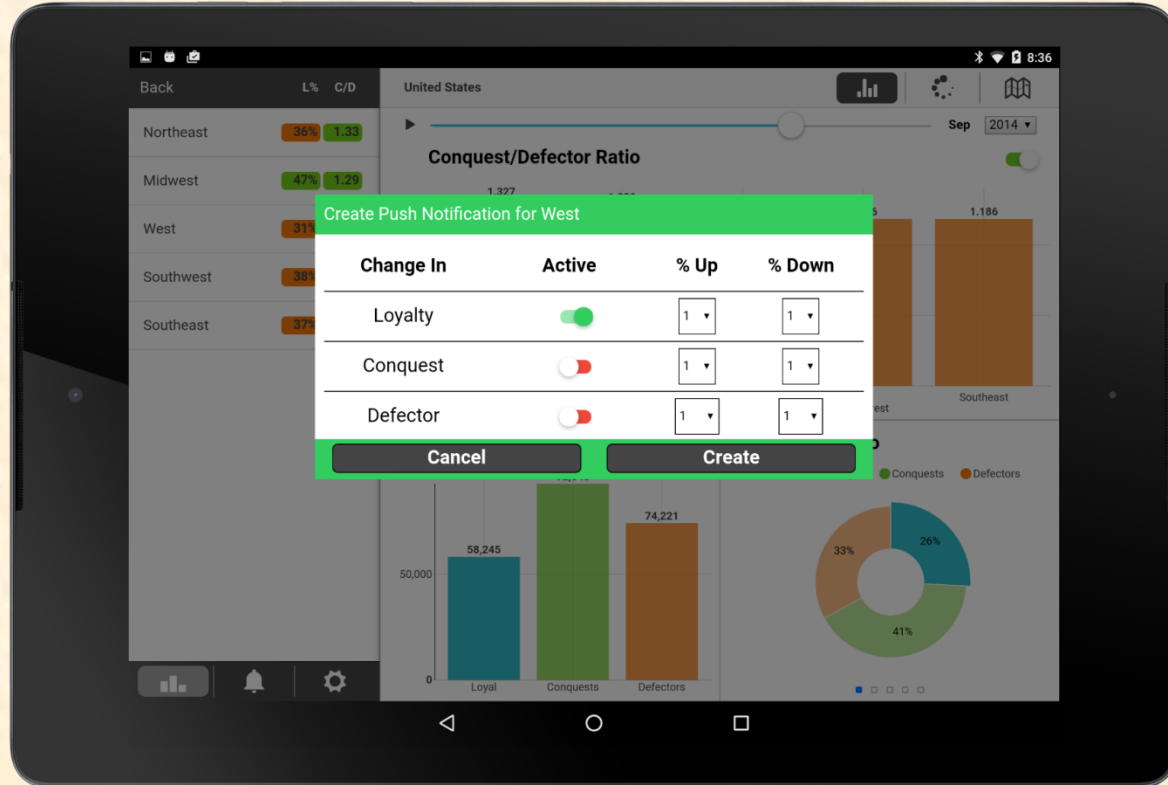 8:36
Back L% C/D
United States
Northeast 36% 1.33
Sep 2014
Midwest 47% 1.29
Conquest/Defector Ratio
1.327
1.186
West 31%
Southwest 38%
Southeast 37%
Create Push Notification for West
Change In Active % Up % Down
Loyalty 1 1
Conquest 1 1
Defector 1 1
Cancel Create
Southeast
Conquests Defectors
74,221
58,245
50,000
0
Loyal Conquests Defectors
33% 26%
41%